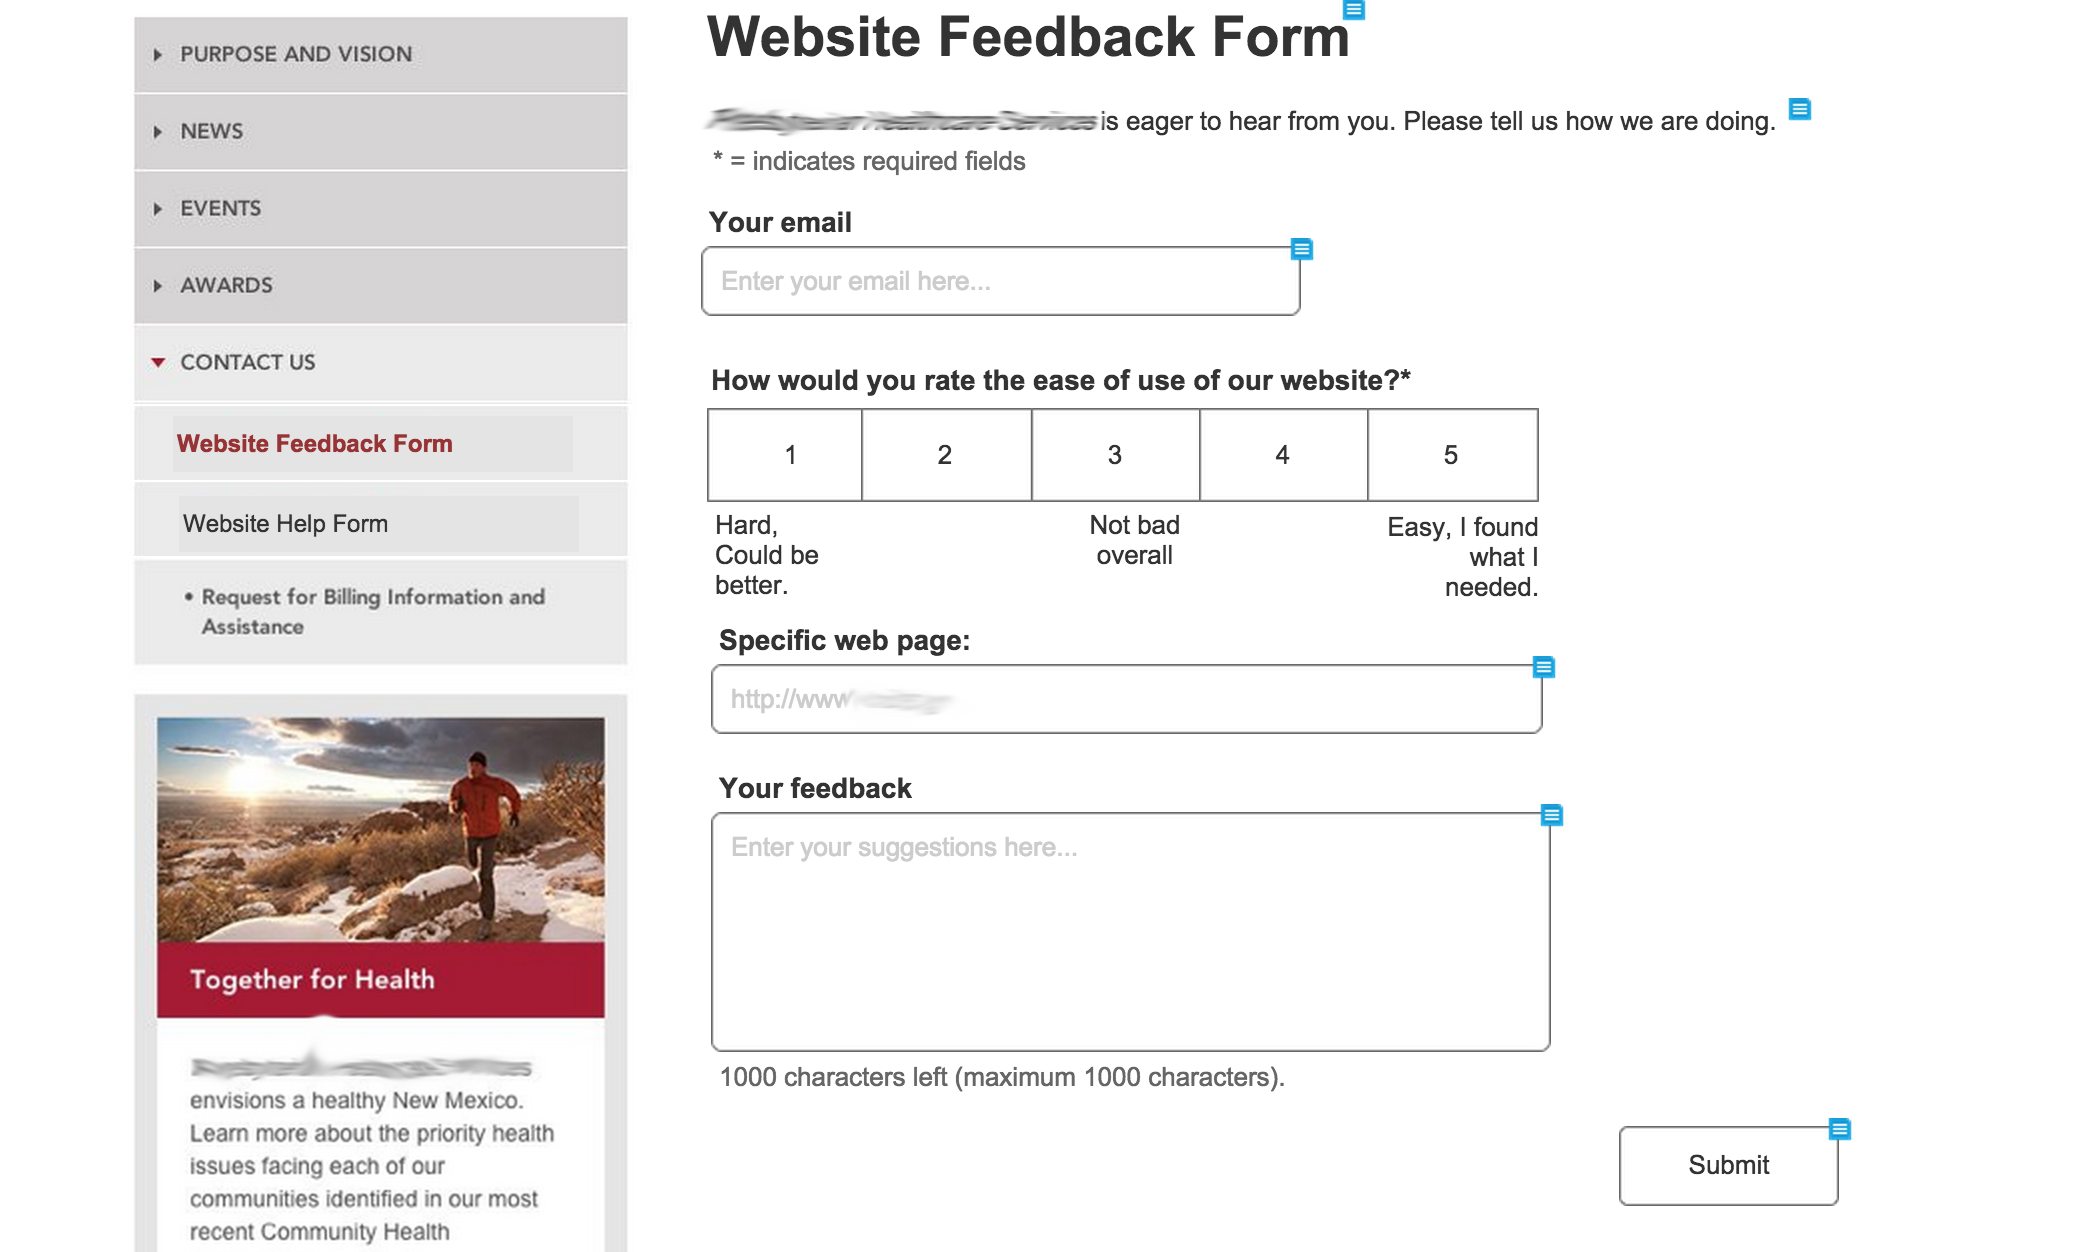 PURPOSE AND VISION
NEWS
EVENTS
AWARDS
CONTACT US
Website Feedback Form
Website Help Form
• Request for Billing Information and
Assistance
Together for Health
envisions a healthy New Mexico.
Learn more about the priority health
issues facing each of our
communities identified in our most
recent Community Health
Website Feedback Form
is eager to hear from you. Please tell us how we are doing.
* = indicates required fields
Your email
Enter your email here...
How would you rate the ease of use of our website?*
1 2 3 4 5
Hard,
Could be
better.
Not bad
overall
Easy, I found
what I
needed.
Specific web page:
http://www
Your feedback
Enter your suggestions here...
1000 characters left (maximum 1000 characters).
Submit